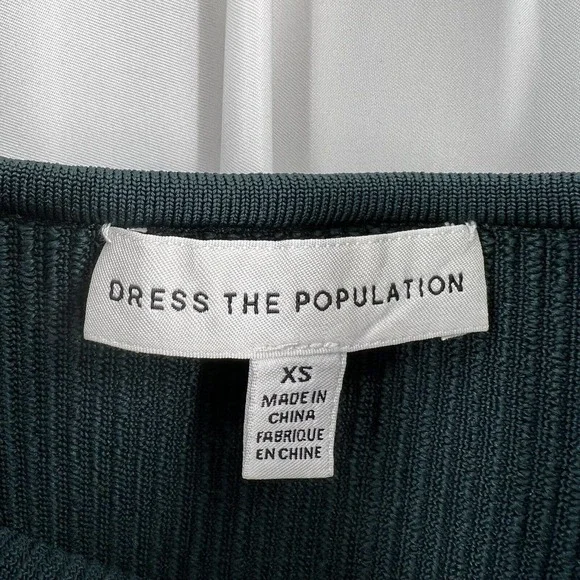 DRESS THE POPULATION
XS
MADE IN
CHINA
FABRIQUE
EN CHINE